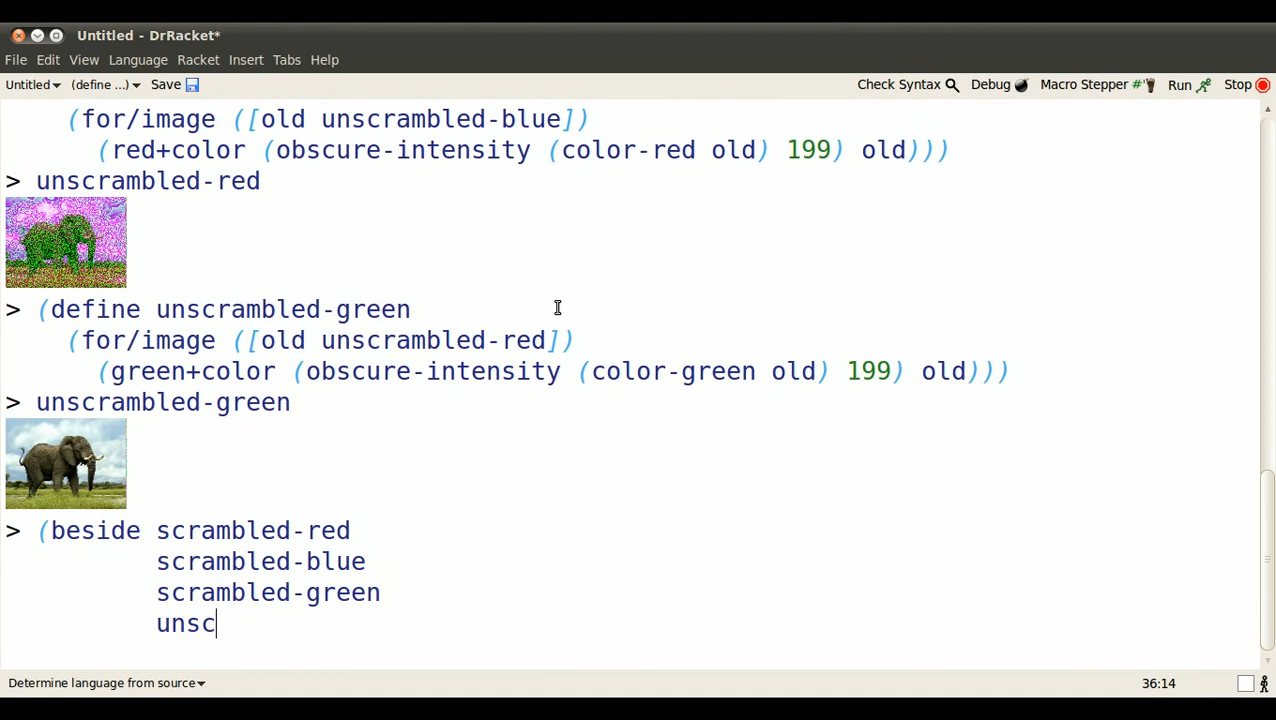 Untitled - DrRacket*
File Edit View Language Racket Insert Tabs Help
Untitled (define ...) Save Check Syntax Debug Macro Stepper #' Run Stop
(for/image ([old unscrambled-blue])
(red+color (obscure-intensity (color-red old) 199) old)))
> unscrambled-red
> (define unscrambled-green
(for/image ([old unscrambled-red])
(green+color (obscure-intensity (color-green old) 199) old)))
> unscrambled-green
> (beside scrambled-red
scrambled-blue
scrambled-green
unsc
Determine language from source 36:14